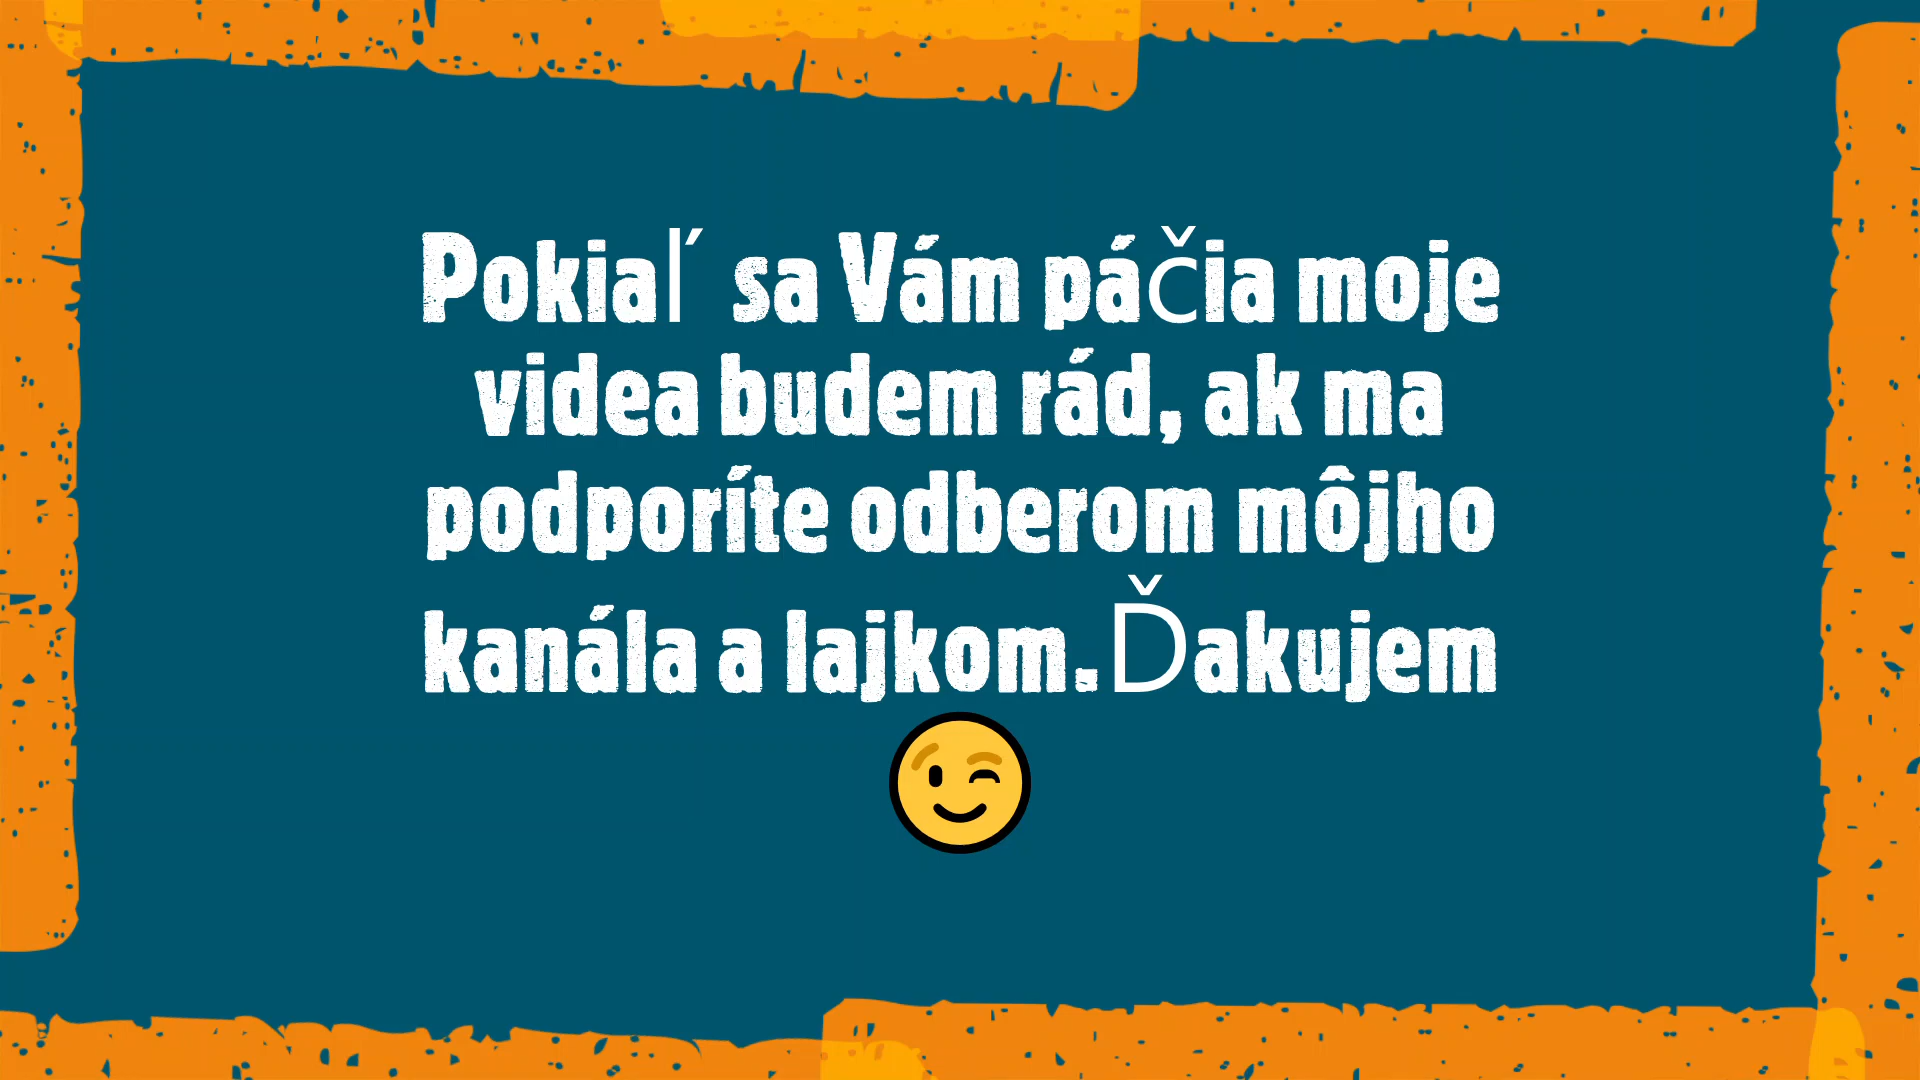 Pokiaľ sa Vám páčia moje
videa budem rád, ak ma
podporíte odberom môjho
kanála a lajkom.Ďakujem
😉